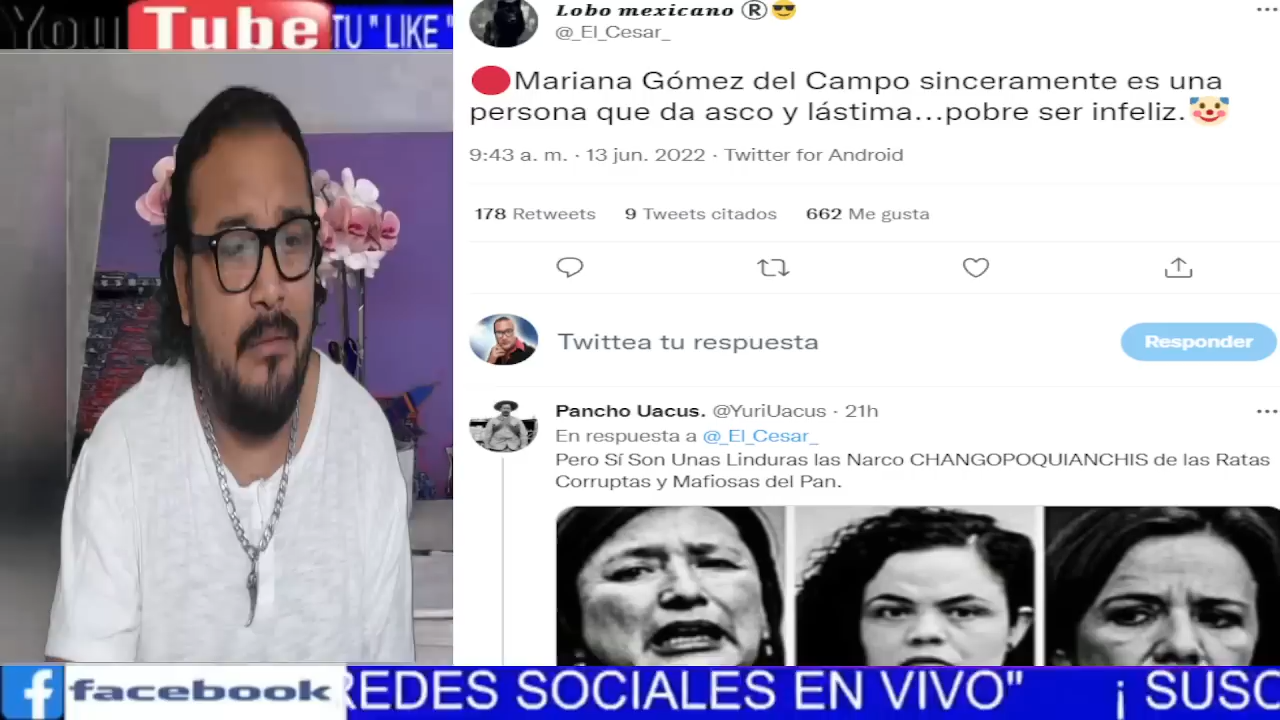 YouTube TU " LIKE "
Lobo mexicano ®😎
@_El_Cesar_
🔴Mariana Gómez del Campo sinceramente es una
persona que da asco y lástima...pobre ser infeliz.🤡
9:43 a. m. · 13 jun. 2022 · Twitter for Android
178 Retweets 9 Tweets citados 662 Me gusta
Twittea tu respuesta
Responder
Pancho Uacus. @YuriUacus · 21h
En respuesta a @_El_Cesar_
Pero Sí Son Unas Linduras las Narco CHANGOPOQUIANCHIS de las Ratas
Corruptas y Mafiosas del Pan.
f facebook REDES SOCIALES EN VIVO" ¡ SUSC